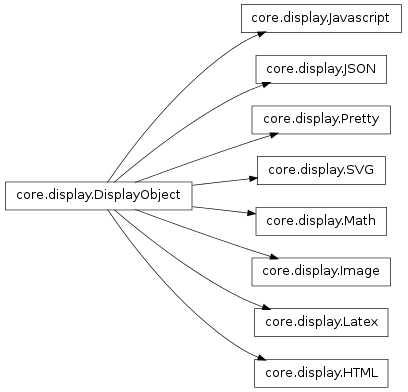 core.display.Javascript
core.display.JSON
core.display.Pretty
core.display.SVG
core.display.DisplayObject
core.display.Math
core.display.Image
core.display.Latex
core.display.HTML